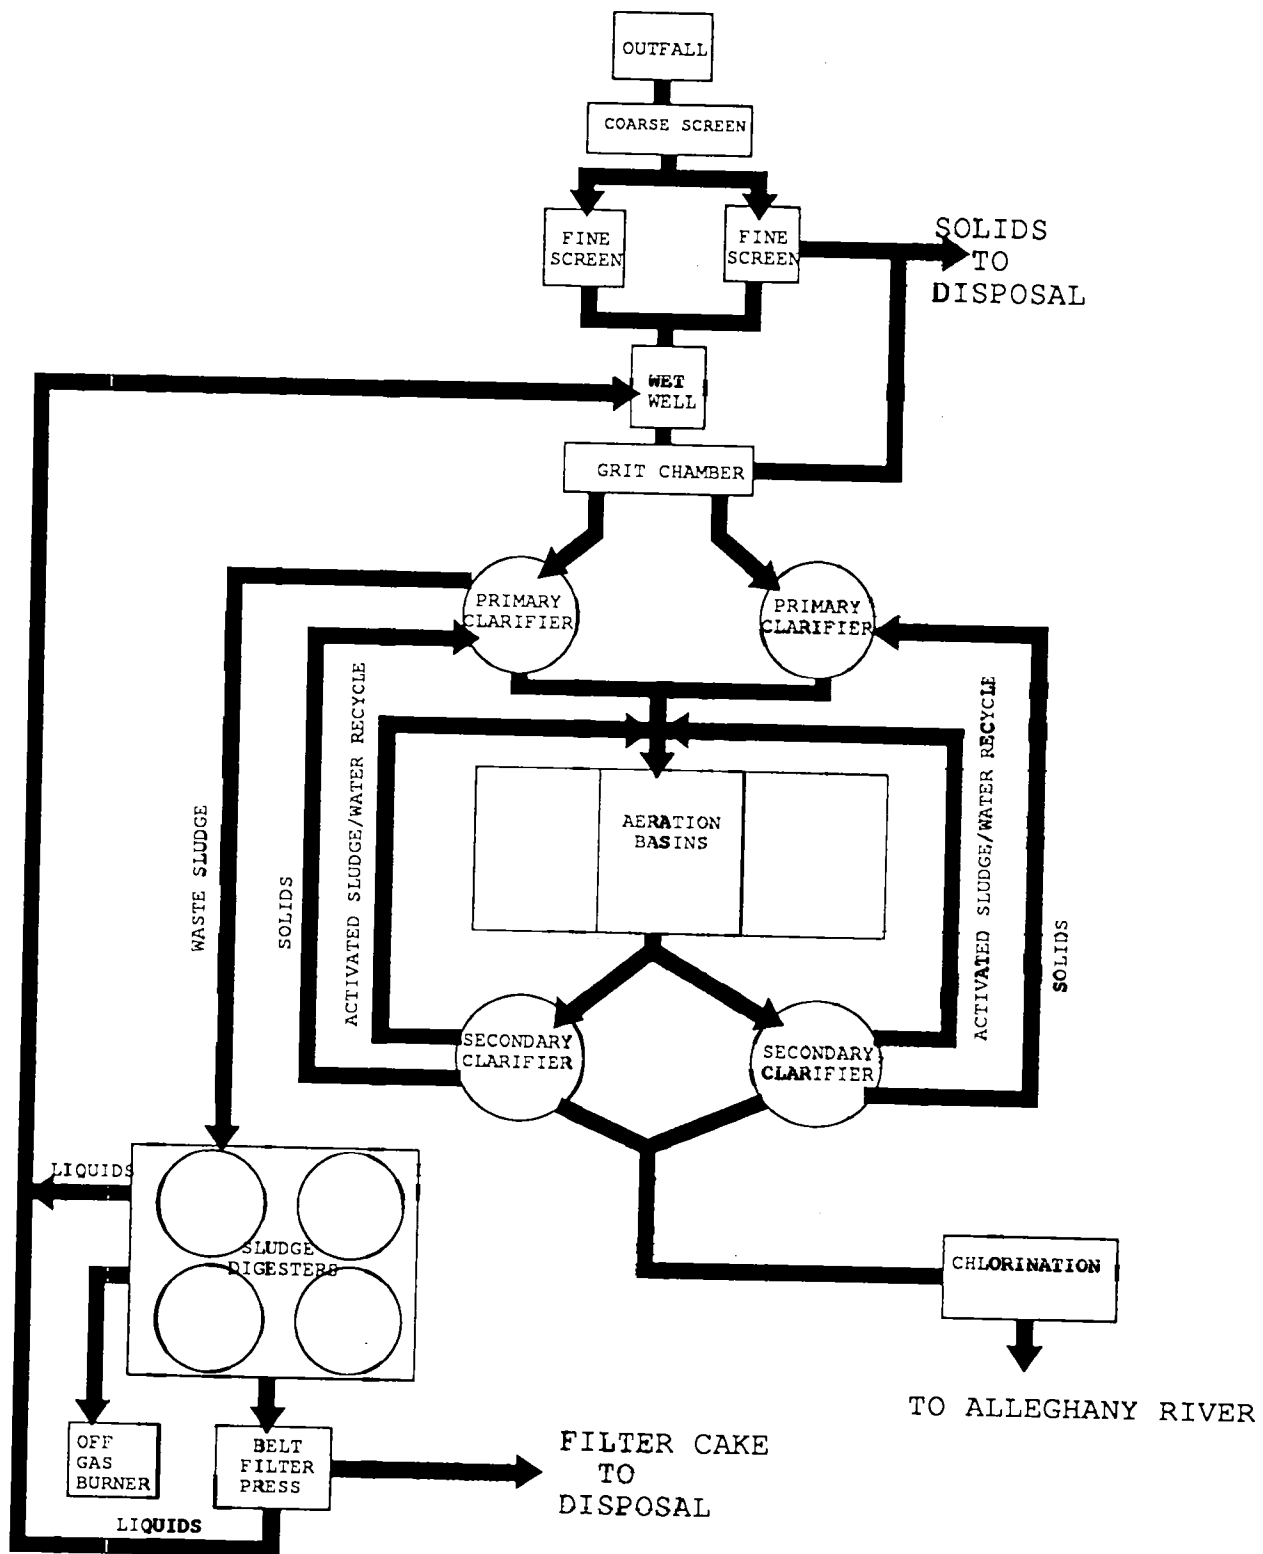 OUTFALL
COARSE SCREEN
FINE
SCREEN
FINE
SCREEN
SOLIDS
TO
DISPOSAL
WET
WELL
GRIT CHAMBER
PRIMARY
CLARIFIER
PRIMARY
CLARIFIER
WASTE SLUDGE
SOLIDS
ACTIVATED SLUDGE/WATER RECYCLE
AERATION
BASINS
ACTIVATED SLUDGE/WATER RECYCLE
SOLIDS
SECONDARY
CLARIFIER
SECONDARY
CLARIFIER
LIQUIDS
SLUDGE
DIGESTERS
CHLORINATION
TO ALLEGHANY RIVER
OFF
GAS
BURNER
BELT
FILTER
PRESS
FILTER CAKE
TO
DISPOSAL
LIQUIDS